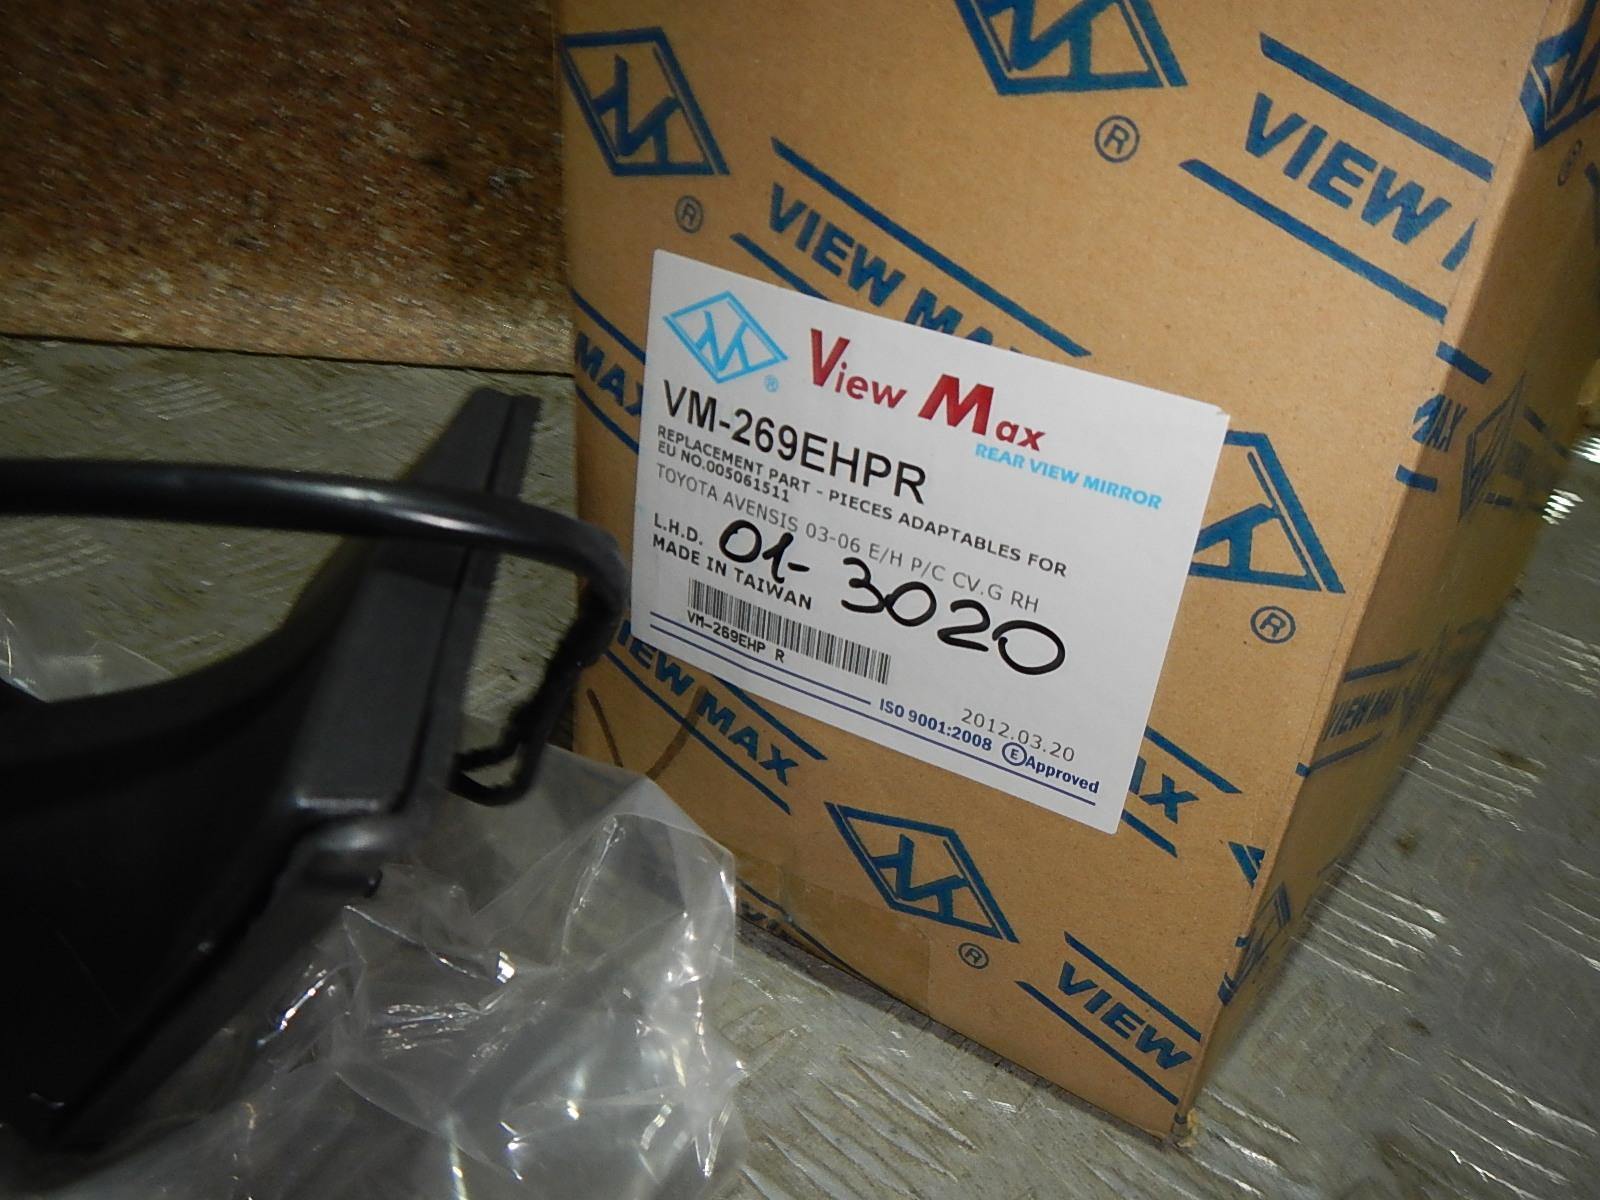 ®
®
VIEW
VIEW MAX
MAX
®
View Max
REAR VIEW MIRROR
VM-269EHPR
REPLACEMENT PART - PIECES ADAPTABLES FOR
EU NO.005061511
TOYOTA AVENSIS 03-06 E/H P/C CV.G RH
L.H.D.
01-3020
MADE IN TAIWAN
VM-269EHP R
2012.03.20
ISO 9001:2008 E Approved
®
VIEW MAX
VIEW MAX
®
VIEW